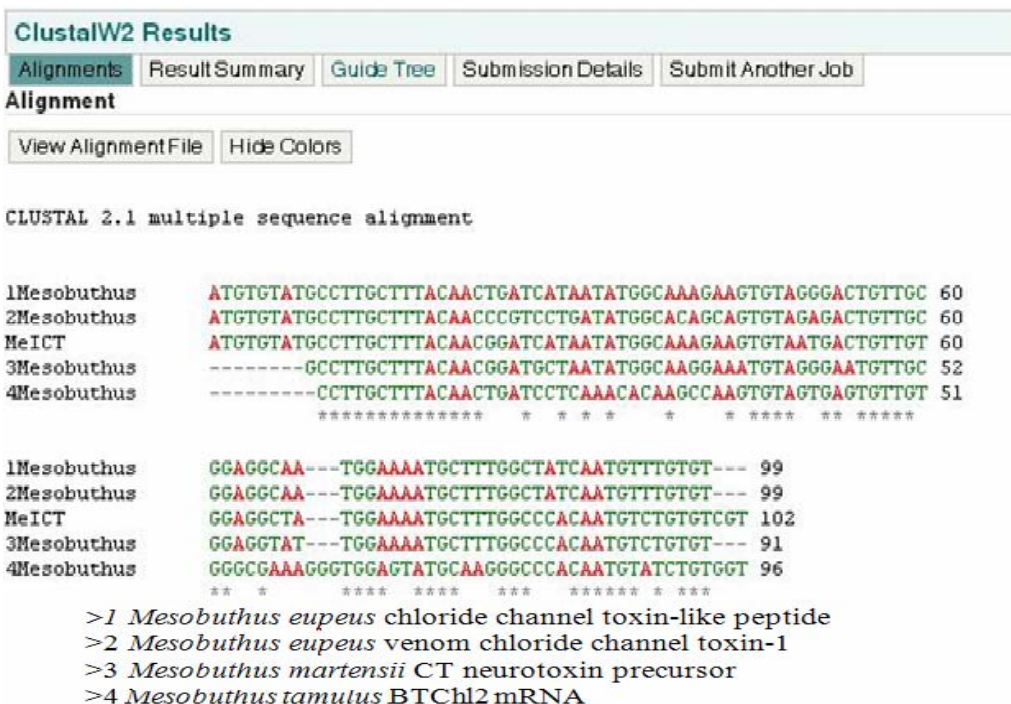 ClustalW2 Results
Alignments Result Summary Guide Tree Submission Details Submit Another Job
Alignment
View Alignment File Hide Colors
CLUSTAL 2.1 multiple sequence alignment
1Mesobuthus ATGTGTATGCCTTGCTTTACAACTGATCATAATATGGCAAAGAAGTGTAGGGACTGTTGC 60
2Mesobuthus ATGTGTATGCCTTGCTTTACAACCCGTCCTGATATGGCACAGCAGTGTAGAGACTGTTGC 60
MeICT ATGTGTATGCCTTGCTTTACAACGGATCATAATATGGCAAAGAAGTGTAATGACTGTTGT 60
3Mesobuthus --------GCCTTGCTTTACAACGGATGCTAATATGGCAAGGAAATGTAGGGAATGTTGC 52
4Mesobuthus ---------CCTTGCTTTACAACTGATCCTCAAACACAAGCCAAGTGTAGTGAGTGTTGT 51
************** * * * * * * **** ** *****
1Mesobuthus GGAGGCAA---TGGAAAATGCTTTGGCTATCAATGTTTGTGT--- 99
2Mesobuthus GGAGGCAA---TGGAAAATGCTTTGGCTATCAATGTTTGTGT--- 99
MeICT GGAGGCTA---TGGAAAATGCTTTGGCCCACAATGTCTGTGTCGT 102
3Mesobuthus GGAGGTAT---TGGAAAATGCTTTGGCCCACAATGTCTGTGT--- 91
4Mesobuthus GGGCGAAAGGGTGGAGTATGCAAGGGCCCACAATGTATCTGTGGT 96
** * **** **** *** ****** * ***
>1 Mesobuthus eupeus chloride channel toxin-like peptide
>2 Mesobuthus eupeus venom chloride channel toxin-1
>3 Mesobuthus martensii CT neurotoxin precursor
>4 Mesobuthus tamulus BTChl2 mRNA